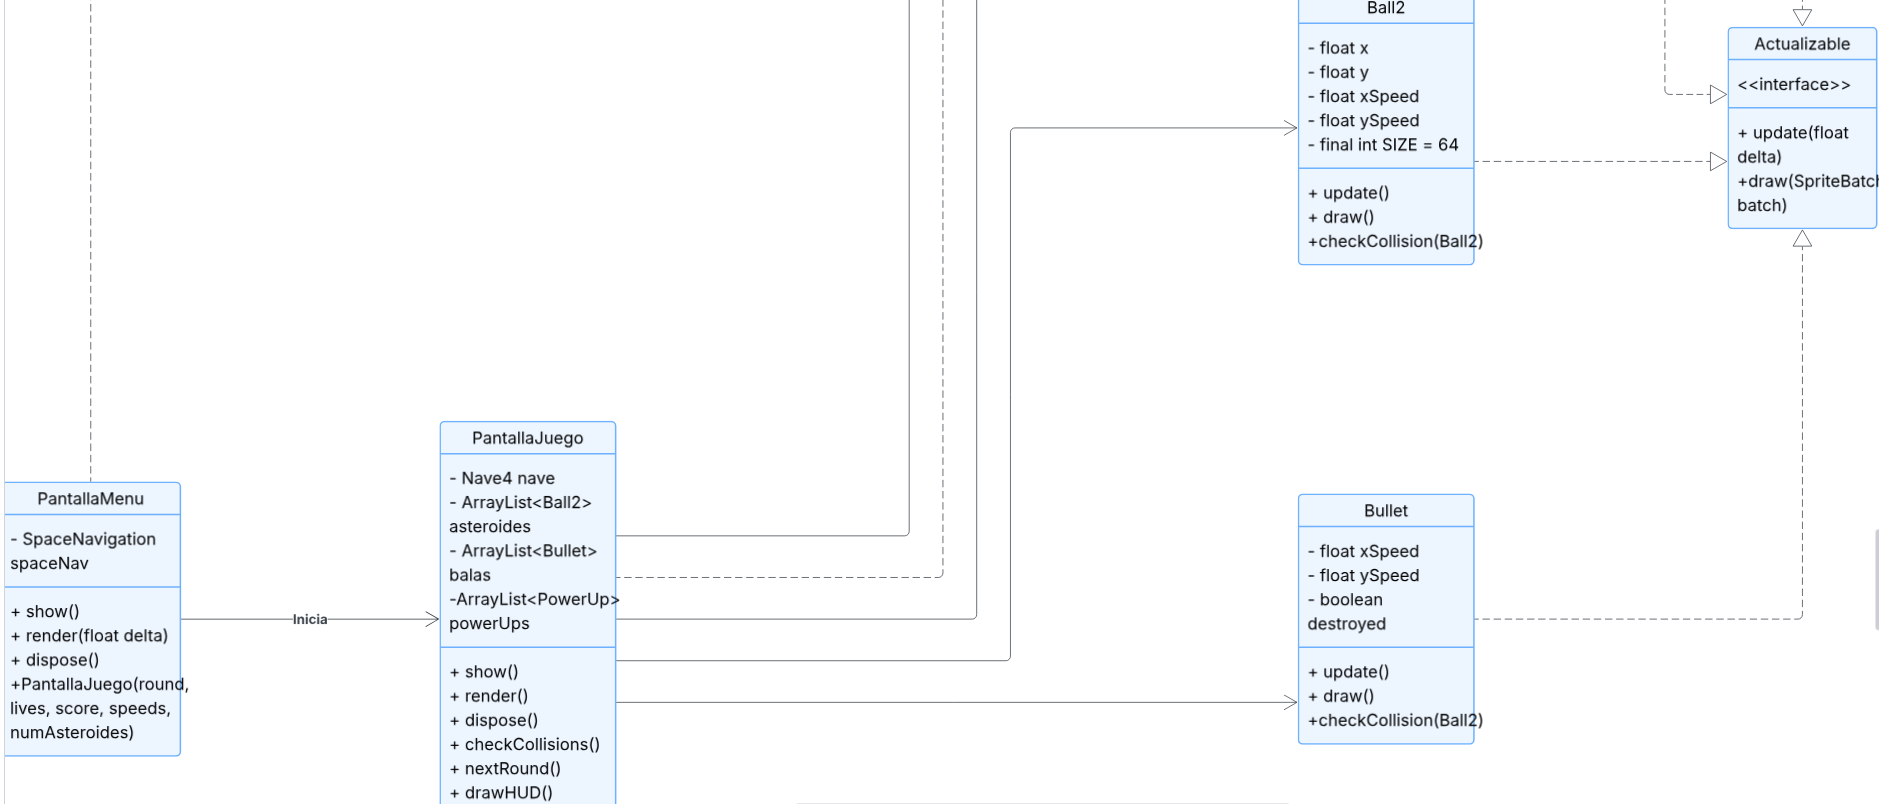 Ball2
- float x
- float y
- float xSpeed
- float ySpeed
- final int SIZE = 64
+ update()
+ draw()
+checkCollision(Ball2)
Actualizable
<<interface>>
+ update(float
delta)
+draw(SpriteBatch
batch)
PantallaMenu
- SpaceNavigation
spaceNav
+ show()
+ render(float delta)
+ dispose()
+PantallaJuego(round,
lives, score, speeds,
numAsteroides)
Inicia
PantallaJuego
- Nave4 nave
- ArrayList<Ball2>
asteroides
- ArrayList<Bullet>
balas
-ArrayList<PowerUp>
powerUps
+ show()
+ render()
+ dispose()
+ checkCollisions()
+ nextRound()
+ drawHUD()
Bullet
- float xSpeed
- float ySpeed
- boolean
destroyed
+ update()
+ draw()
+checkCollision(Ball2)